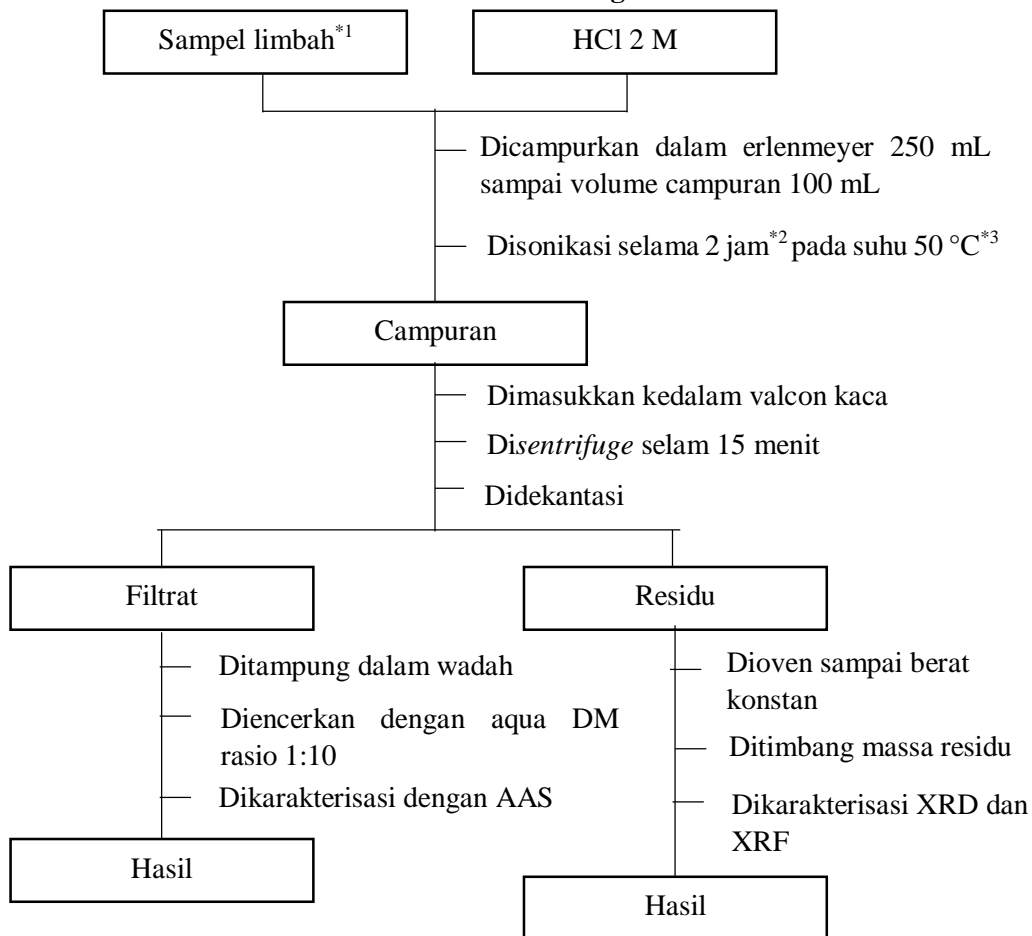 Sampel limbah*1
HCl 2 M
Dicampurkan dalam erlenmeyer 250 mL
sampai volume campuran 100 mL
Disonikasi selama 2 jam*2 pada suhu 50 °C*3
Campuran
Dimasukkan kedalam valcon kaca
Disentrifuge selam 15 menit
Didekantasi
Filtrat
Ditampung dalam wadah
Diencerkan dengan aqua DM
rasio 1:10
Dikarakterisasi dengan AAS
Hasil
Residu
Dioven sampai berat
konstan
Ditimbang massa residu
Dikarakterisasi XRD dan
XRF
Hasil